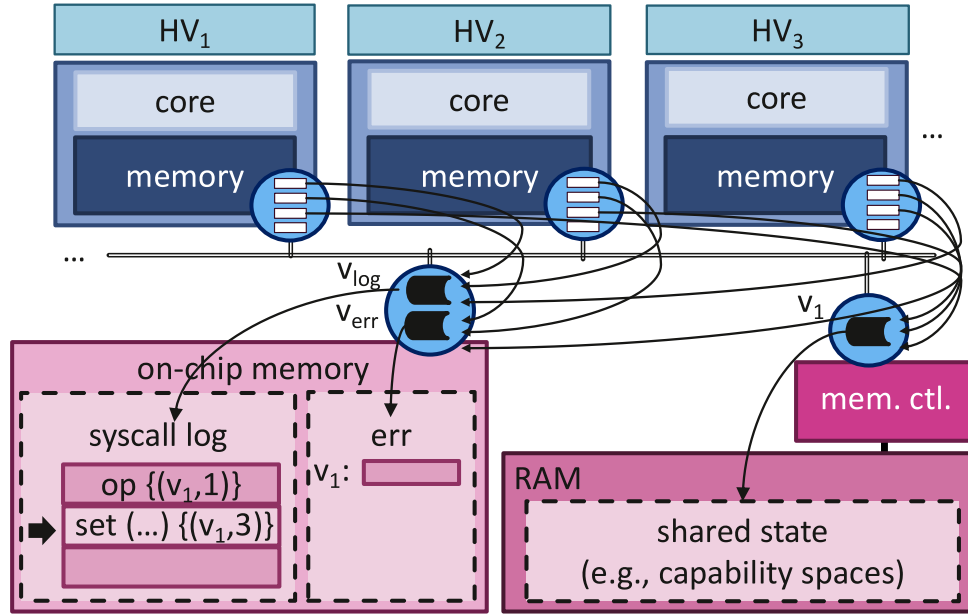 HV1
HV2
HV3
core
core
core
memory
memory
memory
...
...
vlog
verr
v1
on-chip memory
mem. ctl.
syscall log
err
op {(v1,1)}
set (...) {(v1,3)}
v1:
RAM
shared state
(e.g., capability spaces)